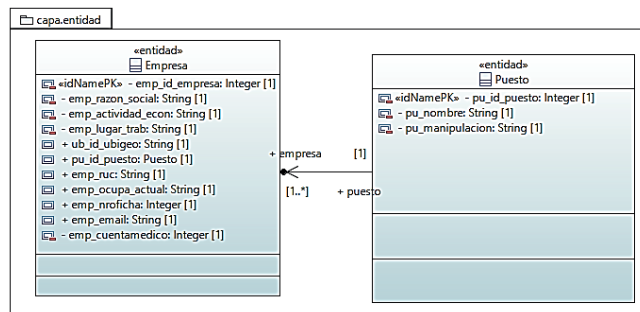 capa.entidad
«entidad»
Empresa
«idNamePK» - emp_id_empresa: Integer [1]
- emp_razon_social: String [1]
- emp_actividad_econ: String [1]
- emp_lugar_trab: String [1]
+ ub_id_ubigeo: String [1]
+ pu_id_puesto: Puesto [1]
+ emp_ruc: String [1]
+ emp_ocupa_actual: String [1]
+ emp_nroficha: Integer [1]
+ emp_email: String [1]
- emp_cuentamedico: Integer [1]
+ empresa [1]
[1..*] + puesto
«entidad»
Puesto
«idNamePK» - pu_id_puesto: Integer [1]
- pu_nombre: String [1]
- pu_manipulacion: String [1]